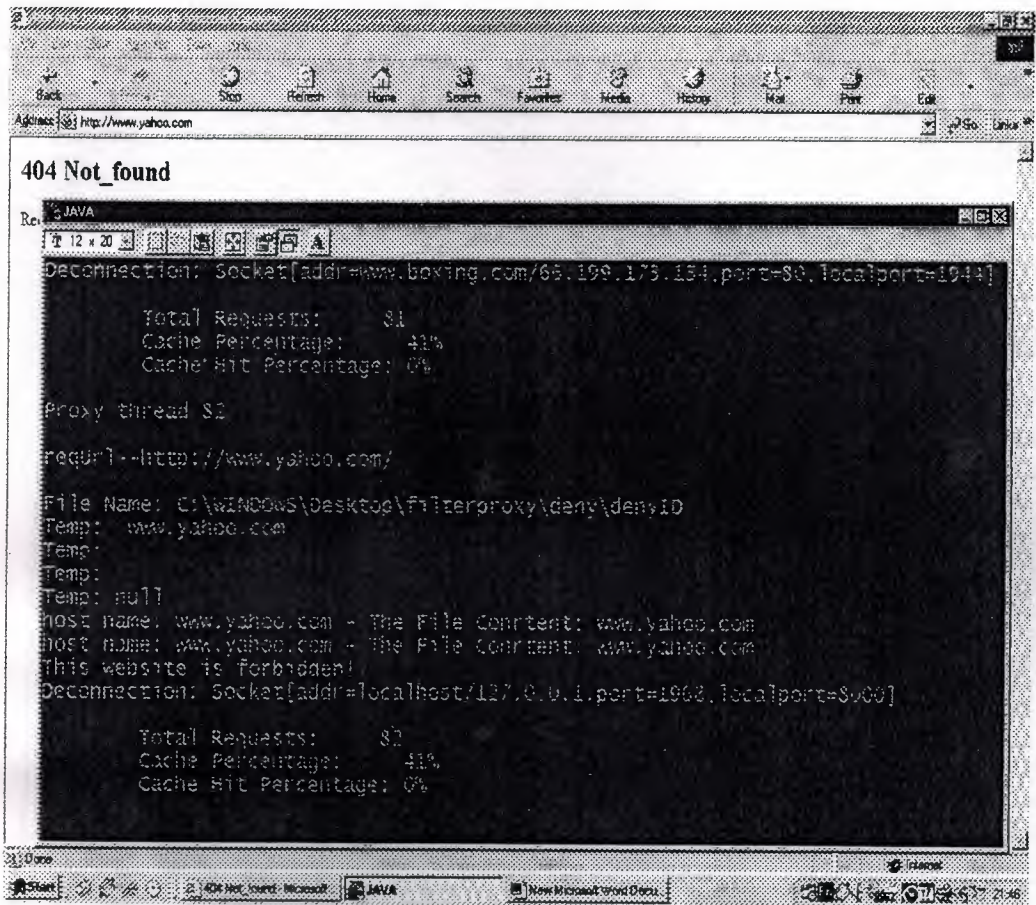 Back Stop Refresh Home Search Favorites Media History Mail Print Edit
Address http://www.yahoo.com Go Links
404 Not_found
JAVA
12 x 20 A
Deconnection: Socket[addr=www.boxing.com/66.199.173.134,port=80,localport=1944]
Total Requests: 81
Cache Percentage: 41%
Cache Hit Percentage: 0%
Proxy thread 82
requrl--http://www.yahoo.com/
File Name: C:\WINDOWS\Desktop\filterproxy\deny\denyID
Temp: www.yahoo.com
Temp:
Temp:
Temp: null
host name: www.yahoo.com - The File Conrtent: www.yahoo.com
host name: www.yahoo.com - The File Conrtent: www.yahoo.com
This website is forbidden!
Deconnection: Socket[addr=localhost/127.0.0.1,port=1968,localport=8000]
Total Requests: 82
Cache Percentage: 41%
Cache Hit Percentage: 0%
Done Internet
Start 404 Not_found - Microsoft JAVA New Microsoft Word Docu... 21:46